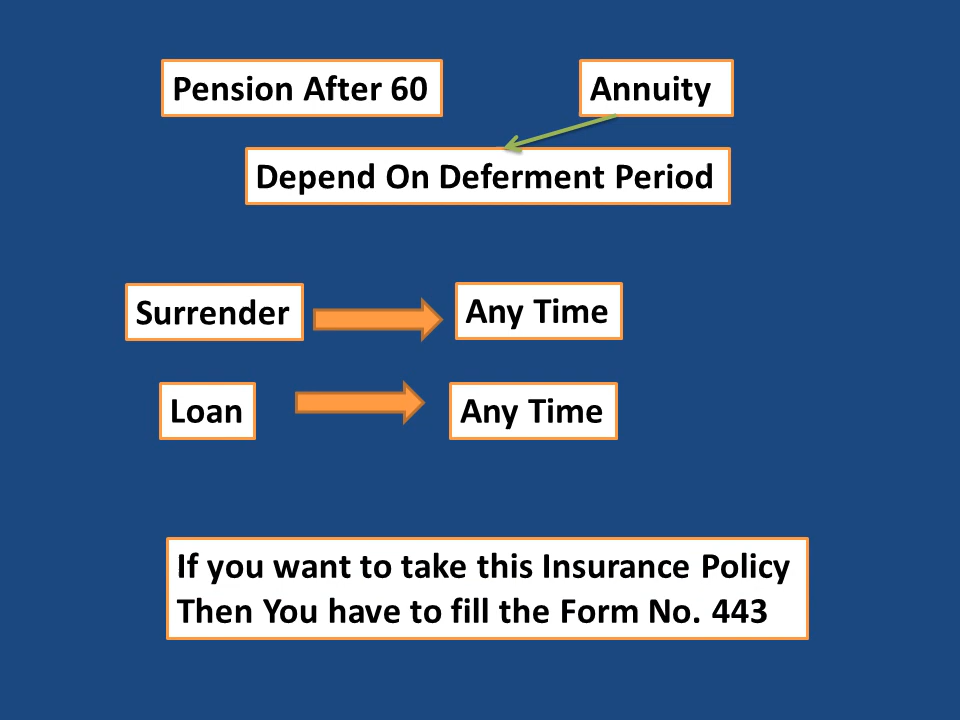 Pension After 60
Annuity
Depend On Deferment Period
Surrender
Any Time
Loan
Any Time
If you want to take this Insurance Policy
Then You have to fill the Form No. 443